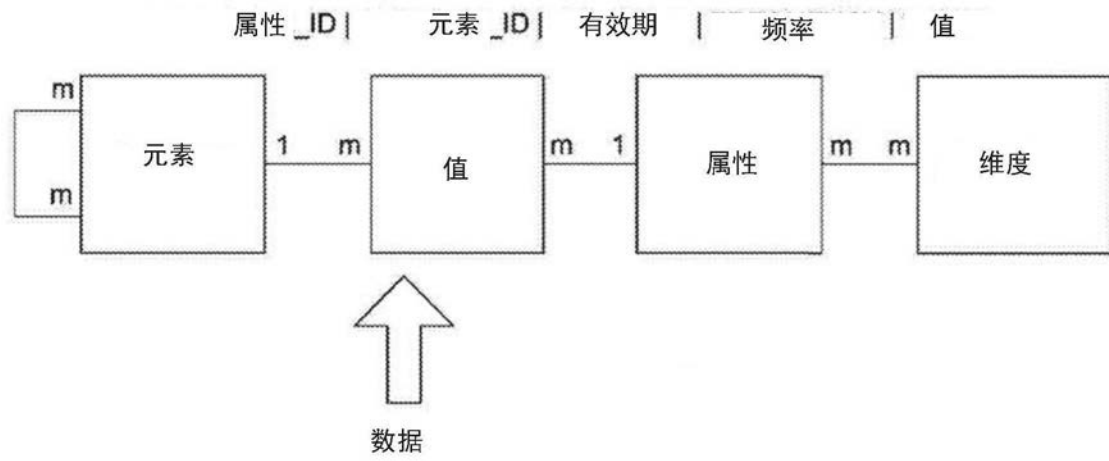 属性_ID | 元素_ID | 有效期 | 频率 | 值
m
元素 1 m 值 m 1 属性 m m 维度
m
数据